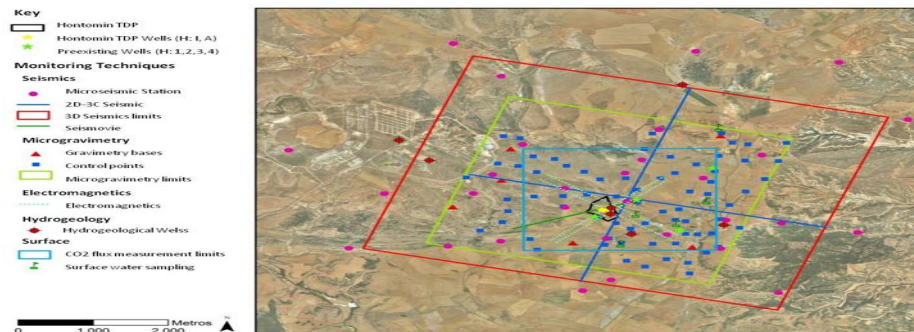 Key
Hontomin TDP
Hontomin TDP Wells (H: I, A)
Preexisting Wells (H: 1,2,3,4)
Monitoring Techniques
Seismics
Microseismic Station
2D-3C Seismic
3D Seismics limits
Seismovie
Microgravimetry
Gravimetry bases
Control points
Microgravimetry limits
Electromagnetics
Electromagnetics
Hydrogeology
Hydrogeological Welss
Surface
CO2 flux measurement limits
Surface water sampling
0 1.000 2.000 Metros
N